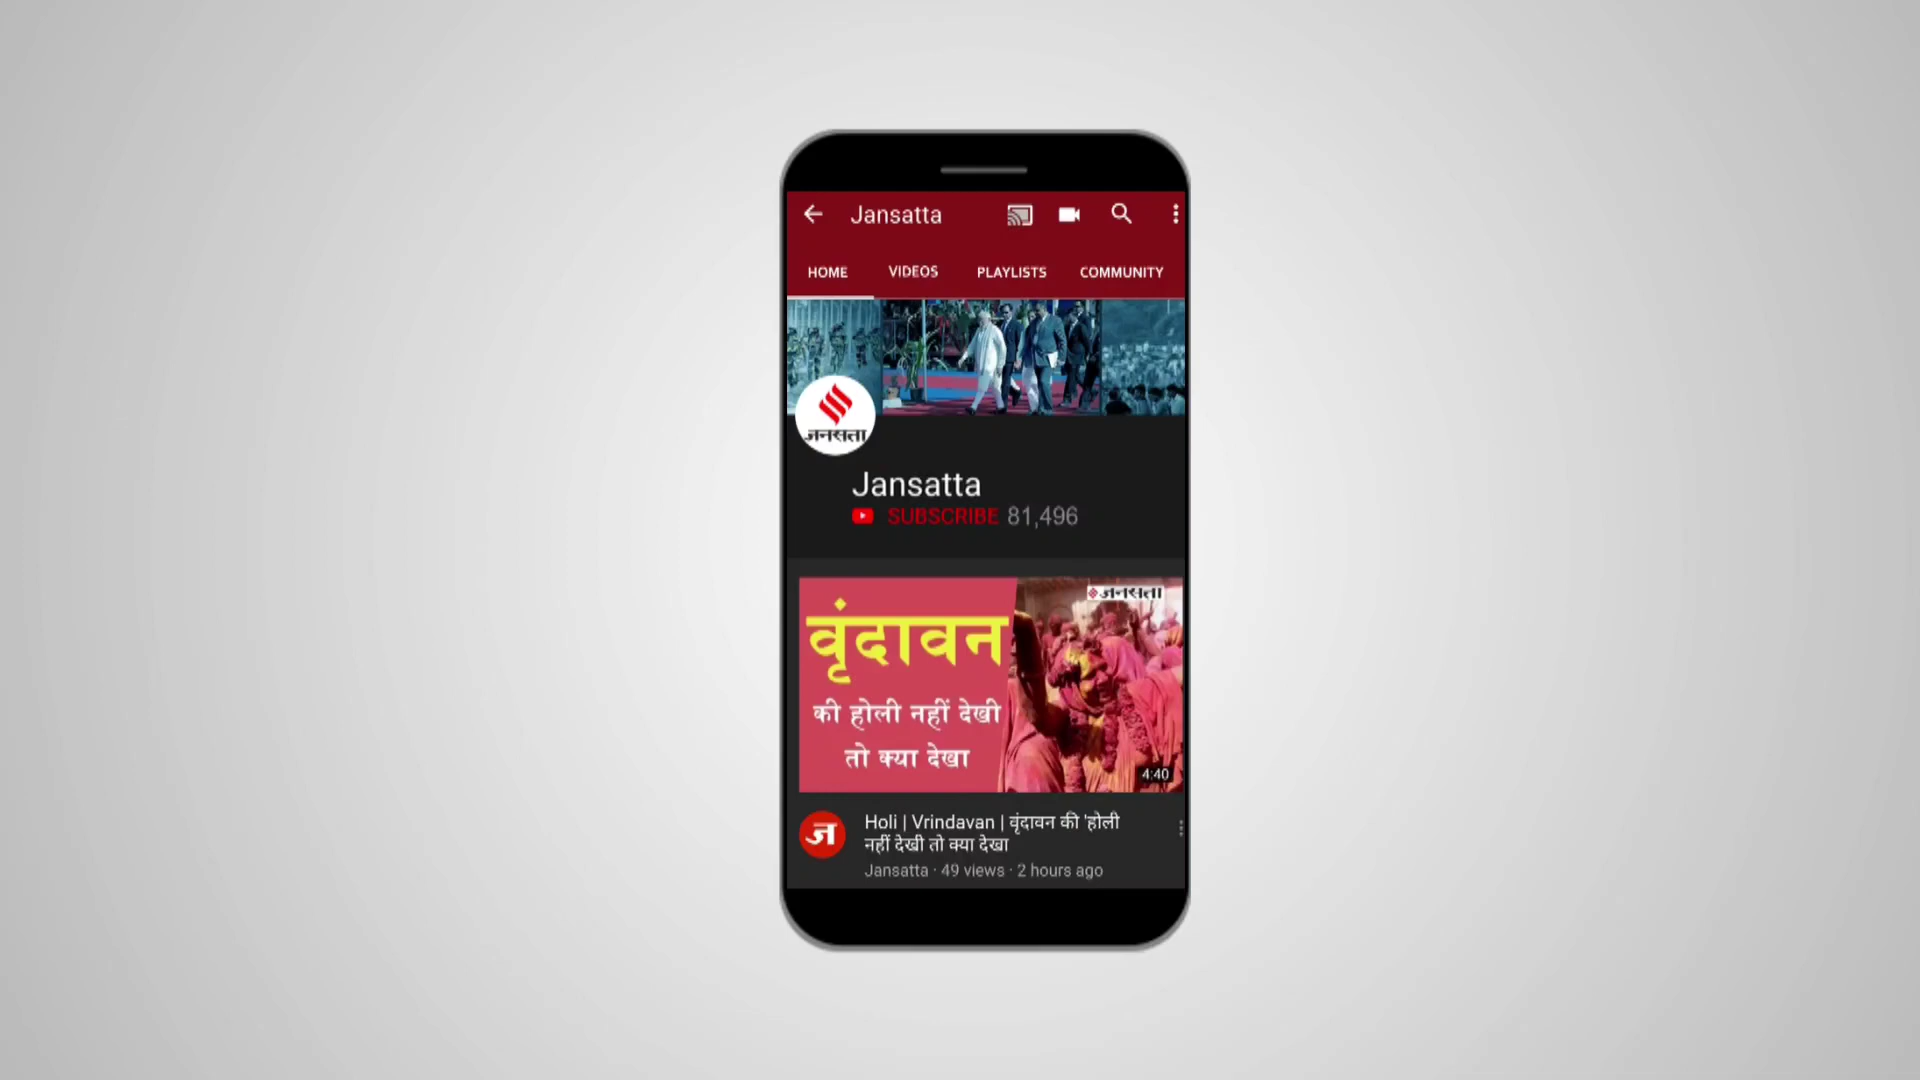 Jansatta
HOME VIDEOS PLAYLISTS COMMUNITY
जनसत्ता
Jansatta
SUBSCRIBE 81,496
जनसत्ता
वृंदावन
की होली नहीं देखी
तो क्या देखा
4:40
ज
Holi | Vrindavan | वृंदावन की 'होली
नहीं देखी तो क्या देखा
Jansatta · 49 views · 2 hours ago